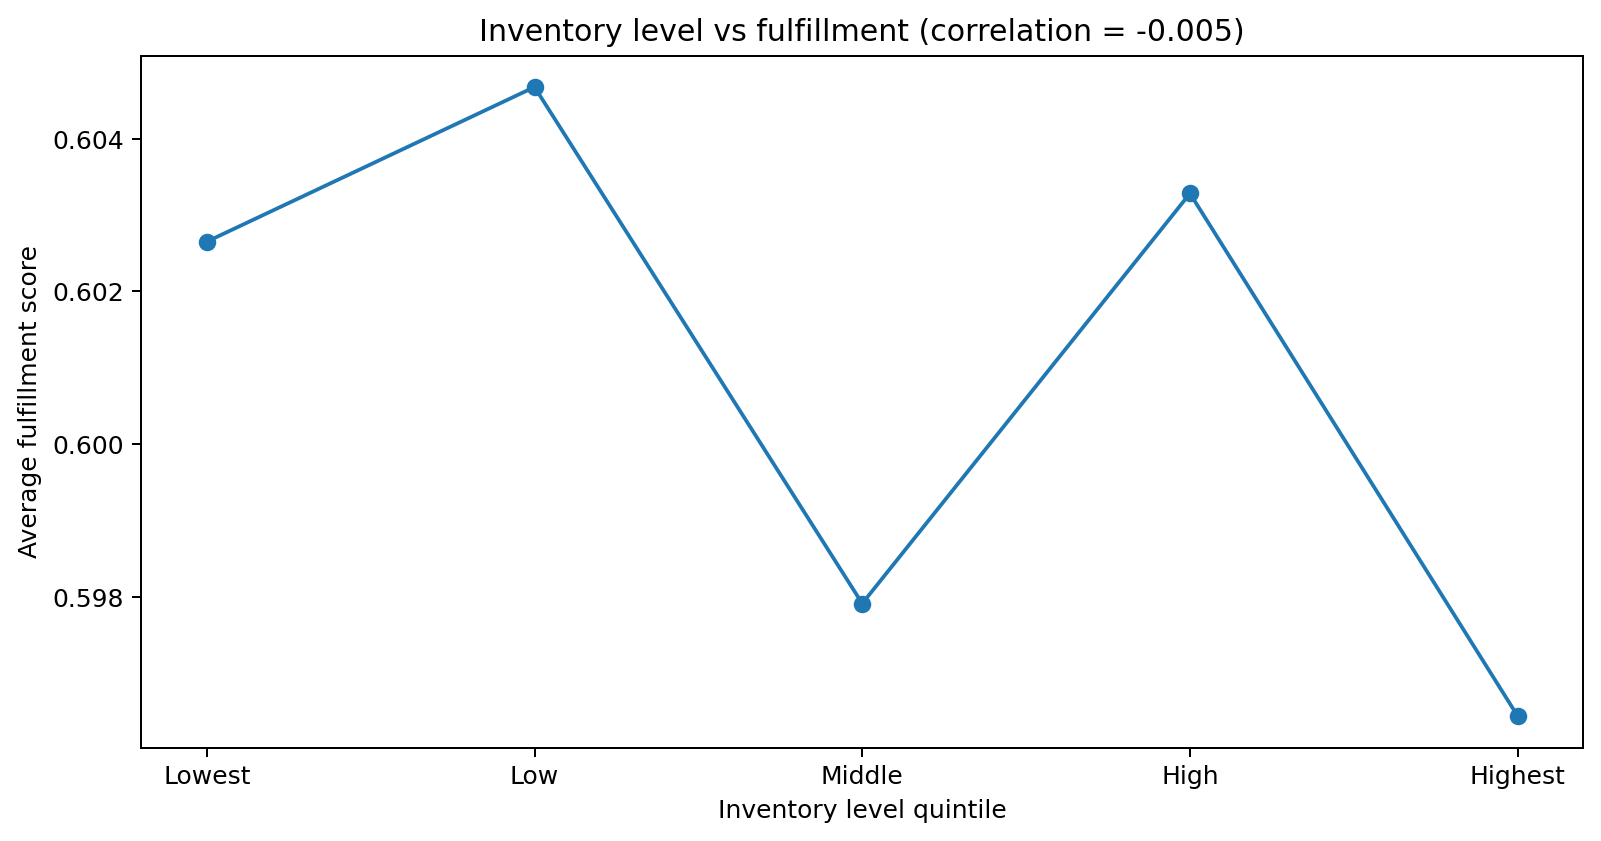 Inventory level vs fulfillment (correlation = -0.005)
Average fulfillment score
0.604
0.602
0.600
0.598
Lowest Low Middle High Highest
Inventory level quintile